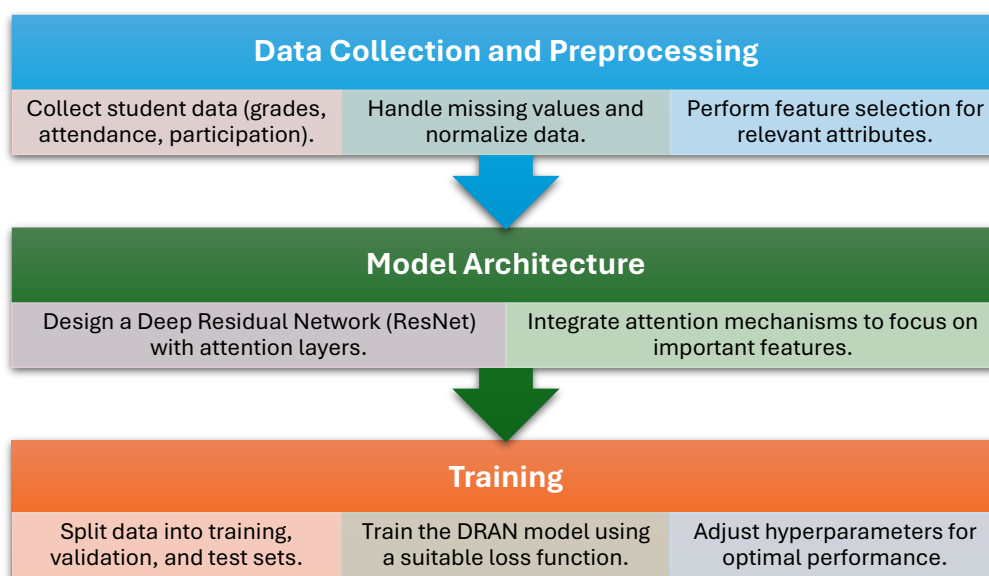 Data Collection and Preprocessing
Collect student data (grades,
attendance, participation).
Handle missing values and
normalize data.
Perform feature selection for
relevant attributes.
Model Architecture
Design a Deep Residual Network (ResNet)
with attention layers.
Integrate attention mechanisms to focus on
important features.
Training
Split data into training,
validation, and test sets.
Train the DRAN model using
a suitable loss function.
Adjust hyperparameters for
optimal performance.